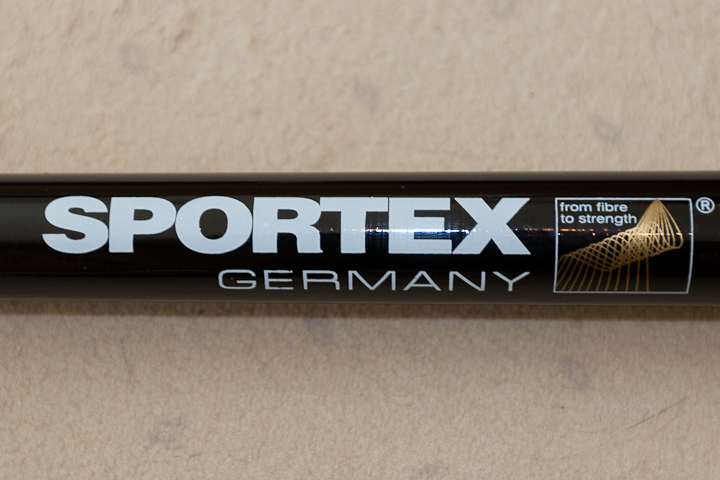 SPORTEX
GERMANY
from fibre
to strength
®